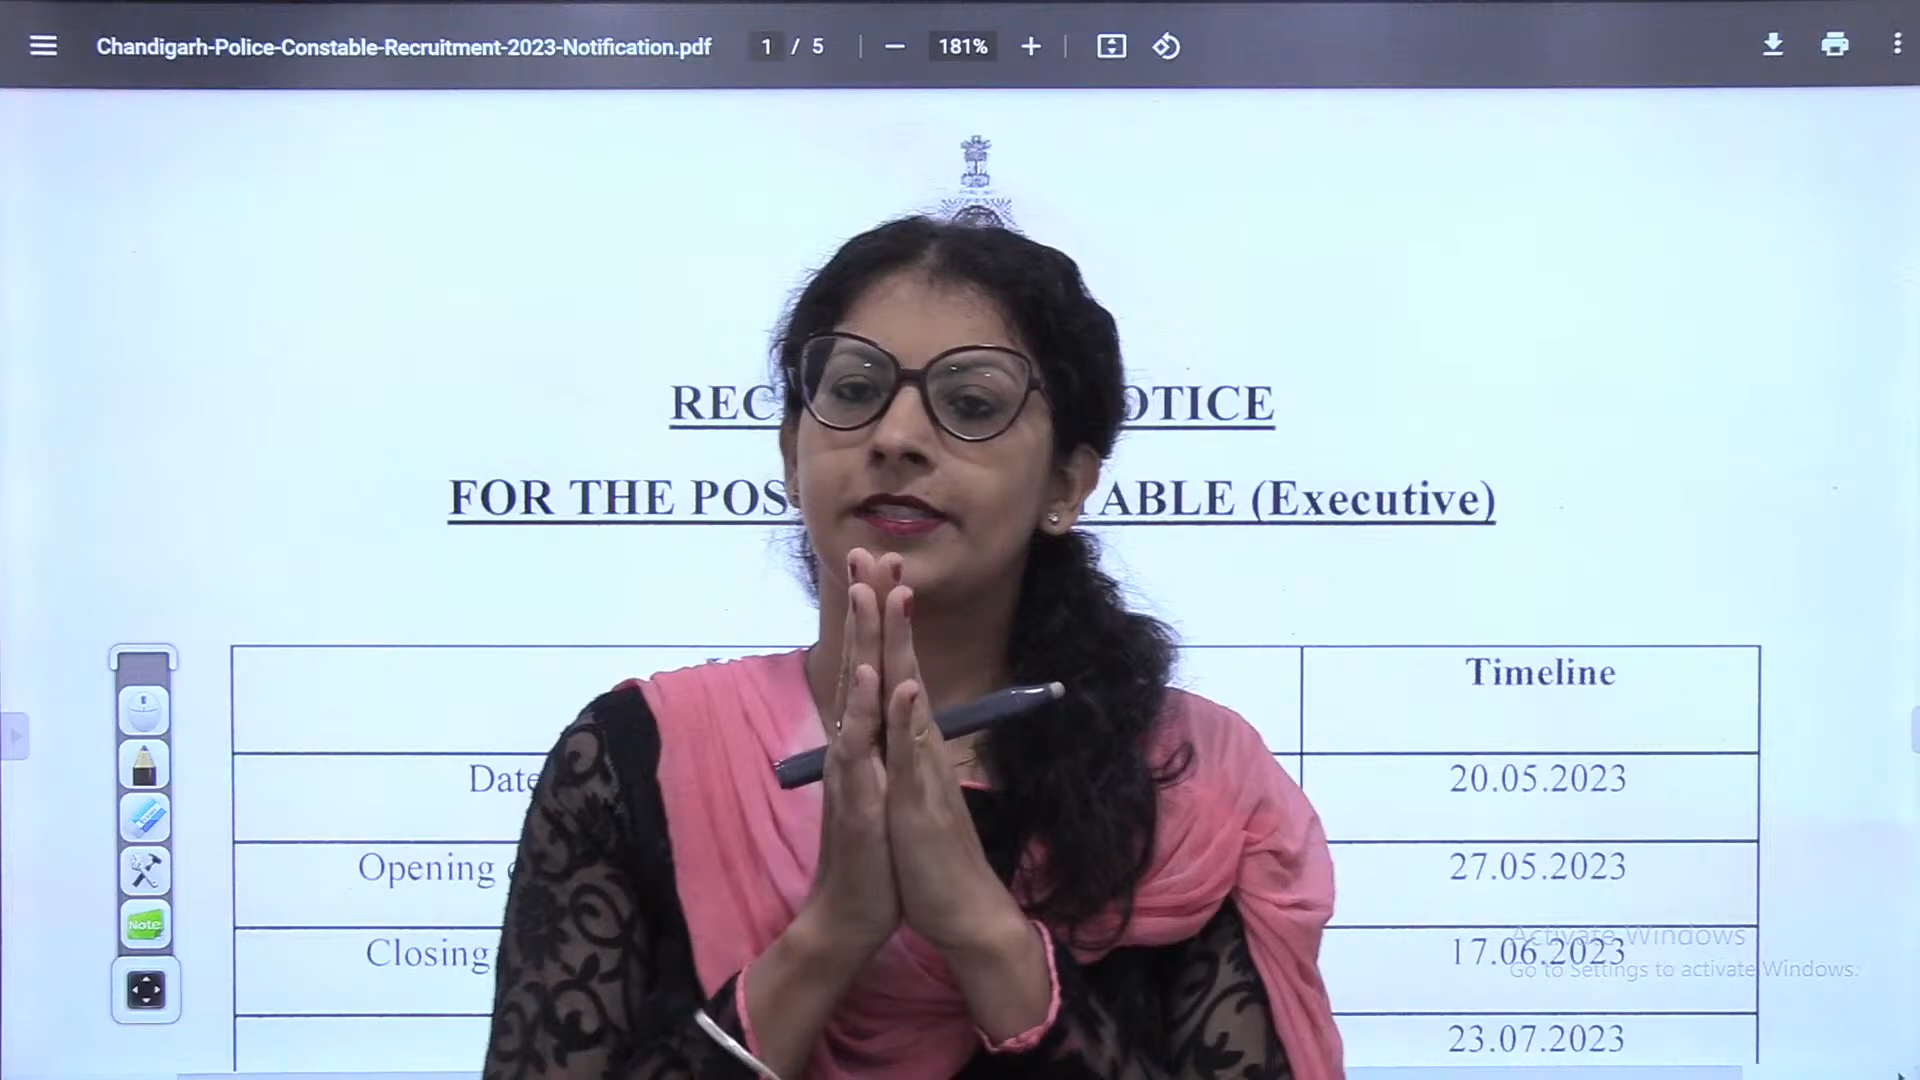 Chandigarh-Police-Constable-Recruitment-2023-Notification.pdf 1 / 5 181%
REC OTICE
FOR THE POS ABLE (Executive)
Timeline
Date 20.05.2023
Opening 27.05.2023
Closing 17.06.2023
23.07.2023
Note
Activate Windows
Go to Settings to activate Windows.